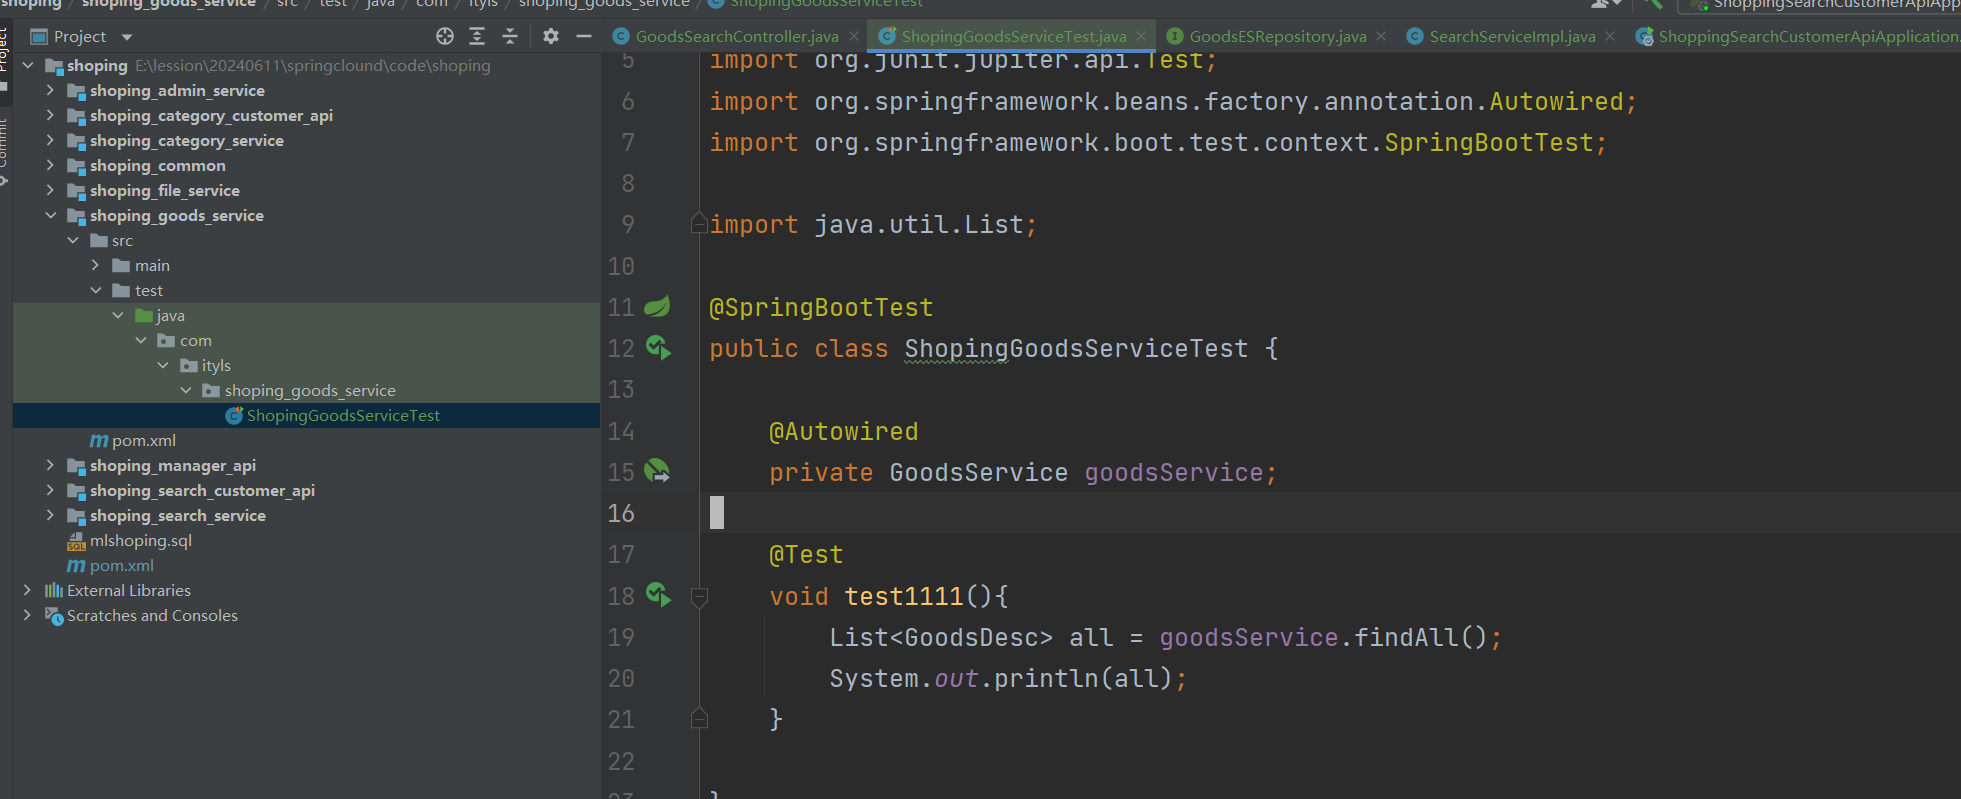 shoping / shoping_goods_service / src / test / java / com / ityls / shoping_goods_service / ShopingGoodsServiceTest
ShoppingSearchCustomerApiApp
Project
Project
Commit
GoodsSearchController.java
ShopingGoodsServiceTest.java
GoodsESRepository.java
SearchServiceImpl.java
ShoppingSearchCustomerApiApplication.
shoping E:\lession\20240611\springclound\code\shoping
shoping_admin_service
shoping_category_customer_api
shoping_category_service
shoping_common
shoping_file_service
shoping_goods_service
src
main
test
java
com
ityls
shoping_goods_service
ShopingGoodsServiceTest
pom.xml
shoping_manager_api
shoping_search_customer_api
shoping_search_service
mlshoping.sql
pom.xml
External Libraries
Scratches and Consoles
5 import org.junit.jupiter.api.Test;
6 import org.springframework.beans.factory.annotation.Autowired;
7 import org.springframework.boot.test.context.SpringBootTest;
8
9 import java.util.List;
10
11 @SpringBootTest
12 public class ShopingGoodsServiceTest {
13
14 @Autowired
15 private GoodsService goodsService;
16
17 @Test
18 void test1111(){
19 List<GoodsDesc> all = goodsService.findAll();
20 System.out.println(all);
21 }
22
23 }